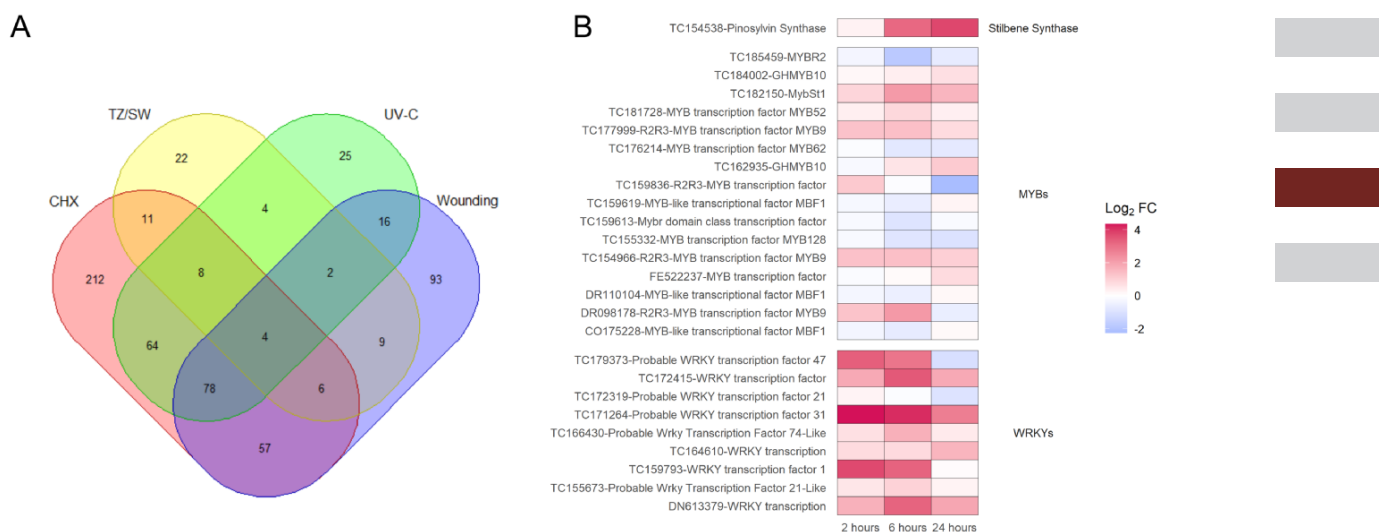 A
TZ/SW
UV-C
CHX
Wounding
22
25
11
4
16
212
8
2
93
64
4
9
78
6
57
B
TC154538-Pinosylvin Synthase
Stilbene Synthase
TC185459-MYBR2
TC184002-GHMYB10
TC182150-MybSt1
TC181728-MYB transcription factor MYB52
TC177999-R2R3-MYB transcription factor MYB9
TC176214-MYB transcription factor MYB62
TC162935-GHMYB10
TC159836-R2R3-MYB transcription factor
TC159619-MYB-like transcriptional factor MBF1
TC159613-Mybr domain class transcription factor
TC155332-MYB transcription factor MYB128
TC154966-R2R3-MYB transcription factor MYB9
FE522237-MYB transcription factor
DR110104-MYB-like transcriptional factor MBF1
DR098178-R2R3-MYB transcription factor MYB9
CO175228-MYB-like transcriptional factor MBF1
MYBs
TC179373-Probable WRKY transcription factor 47
TC172415-WRKY transcription factor
TC172319-Probable WRKY transcription factor 21
TC171264-Probable WRKY transcription factor 31
TC166430-Probable Wrky Transcription Factor 74-Like
TC164610-WRKY transcription
TC159793-WRKY transcription factor 1
TC155673-Probable Wrky Transcription Factor 21-Like
DN613379-WRKY transcription
WRKYs
2 hours 6 hours 24 hours
Log₂ FC
4
2
0
-2